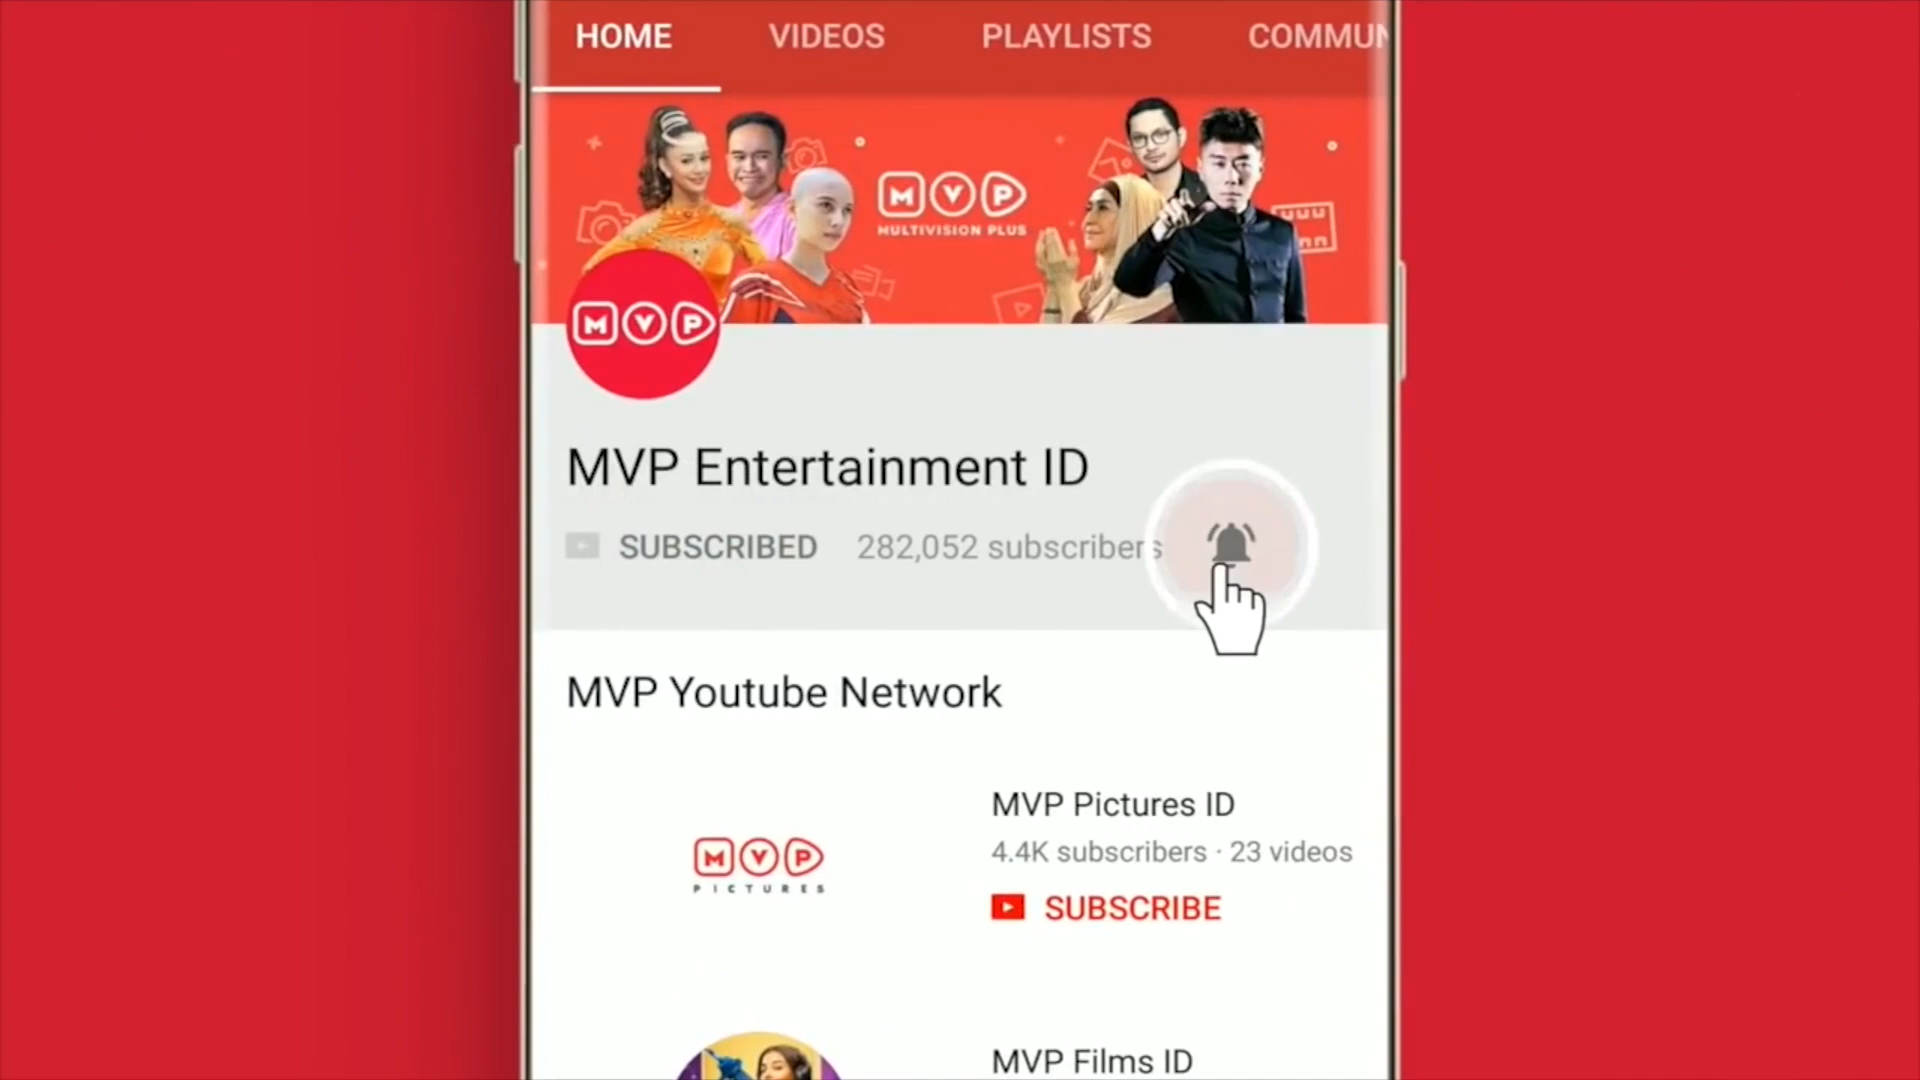 HOME VIDEOS PLAYLISTS COMMUN
MVP
MULTIVISION PLUS
MVP
MVP Entertainment ID
SUBSCRIBED 282,052 subscribers
MVP Youtube Network
MVP Pictures ID
4.4K subscribers · 23 videos
MVP
PICTURES
SUBSCRIBE
MVP Films ID